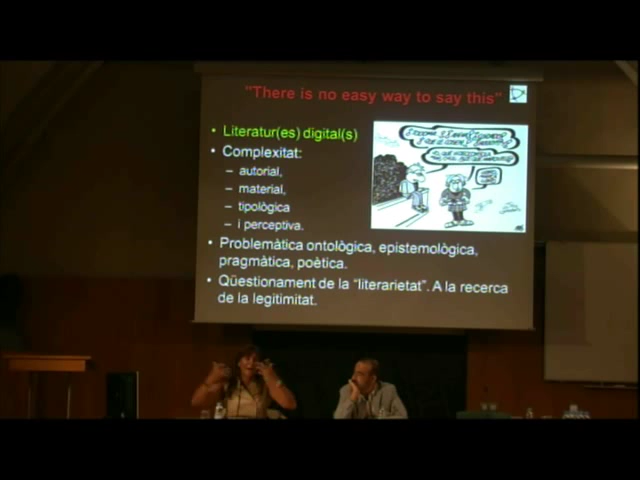 "There is no easy way to say this"
• Literatur(es) digital(s)
• Complexitat:
– autorial,
– material,
– tipològica
– i perceptiva.
• Problemàtica ontològica, epistemològica,
pragmàtica, poètica.
• Qüestionament de la "literarietat". A la recerca
de la legitimitat.